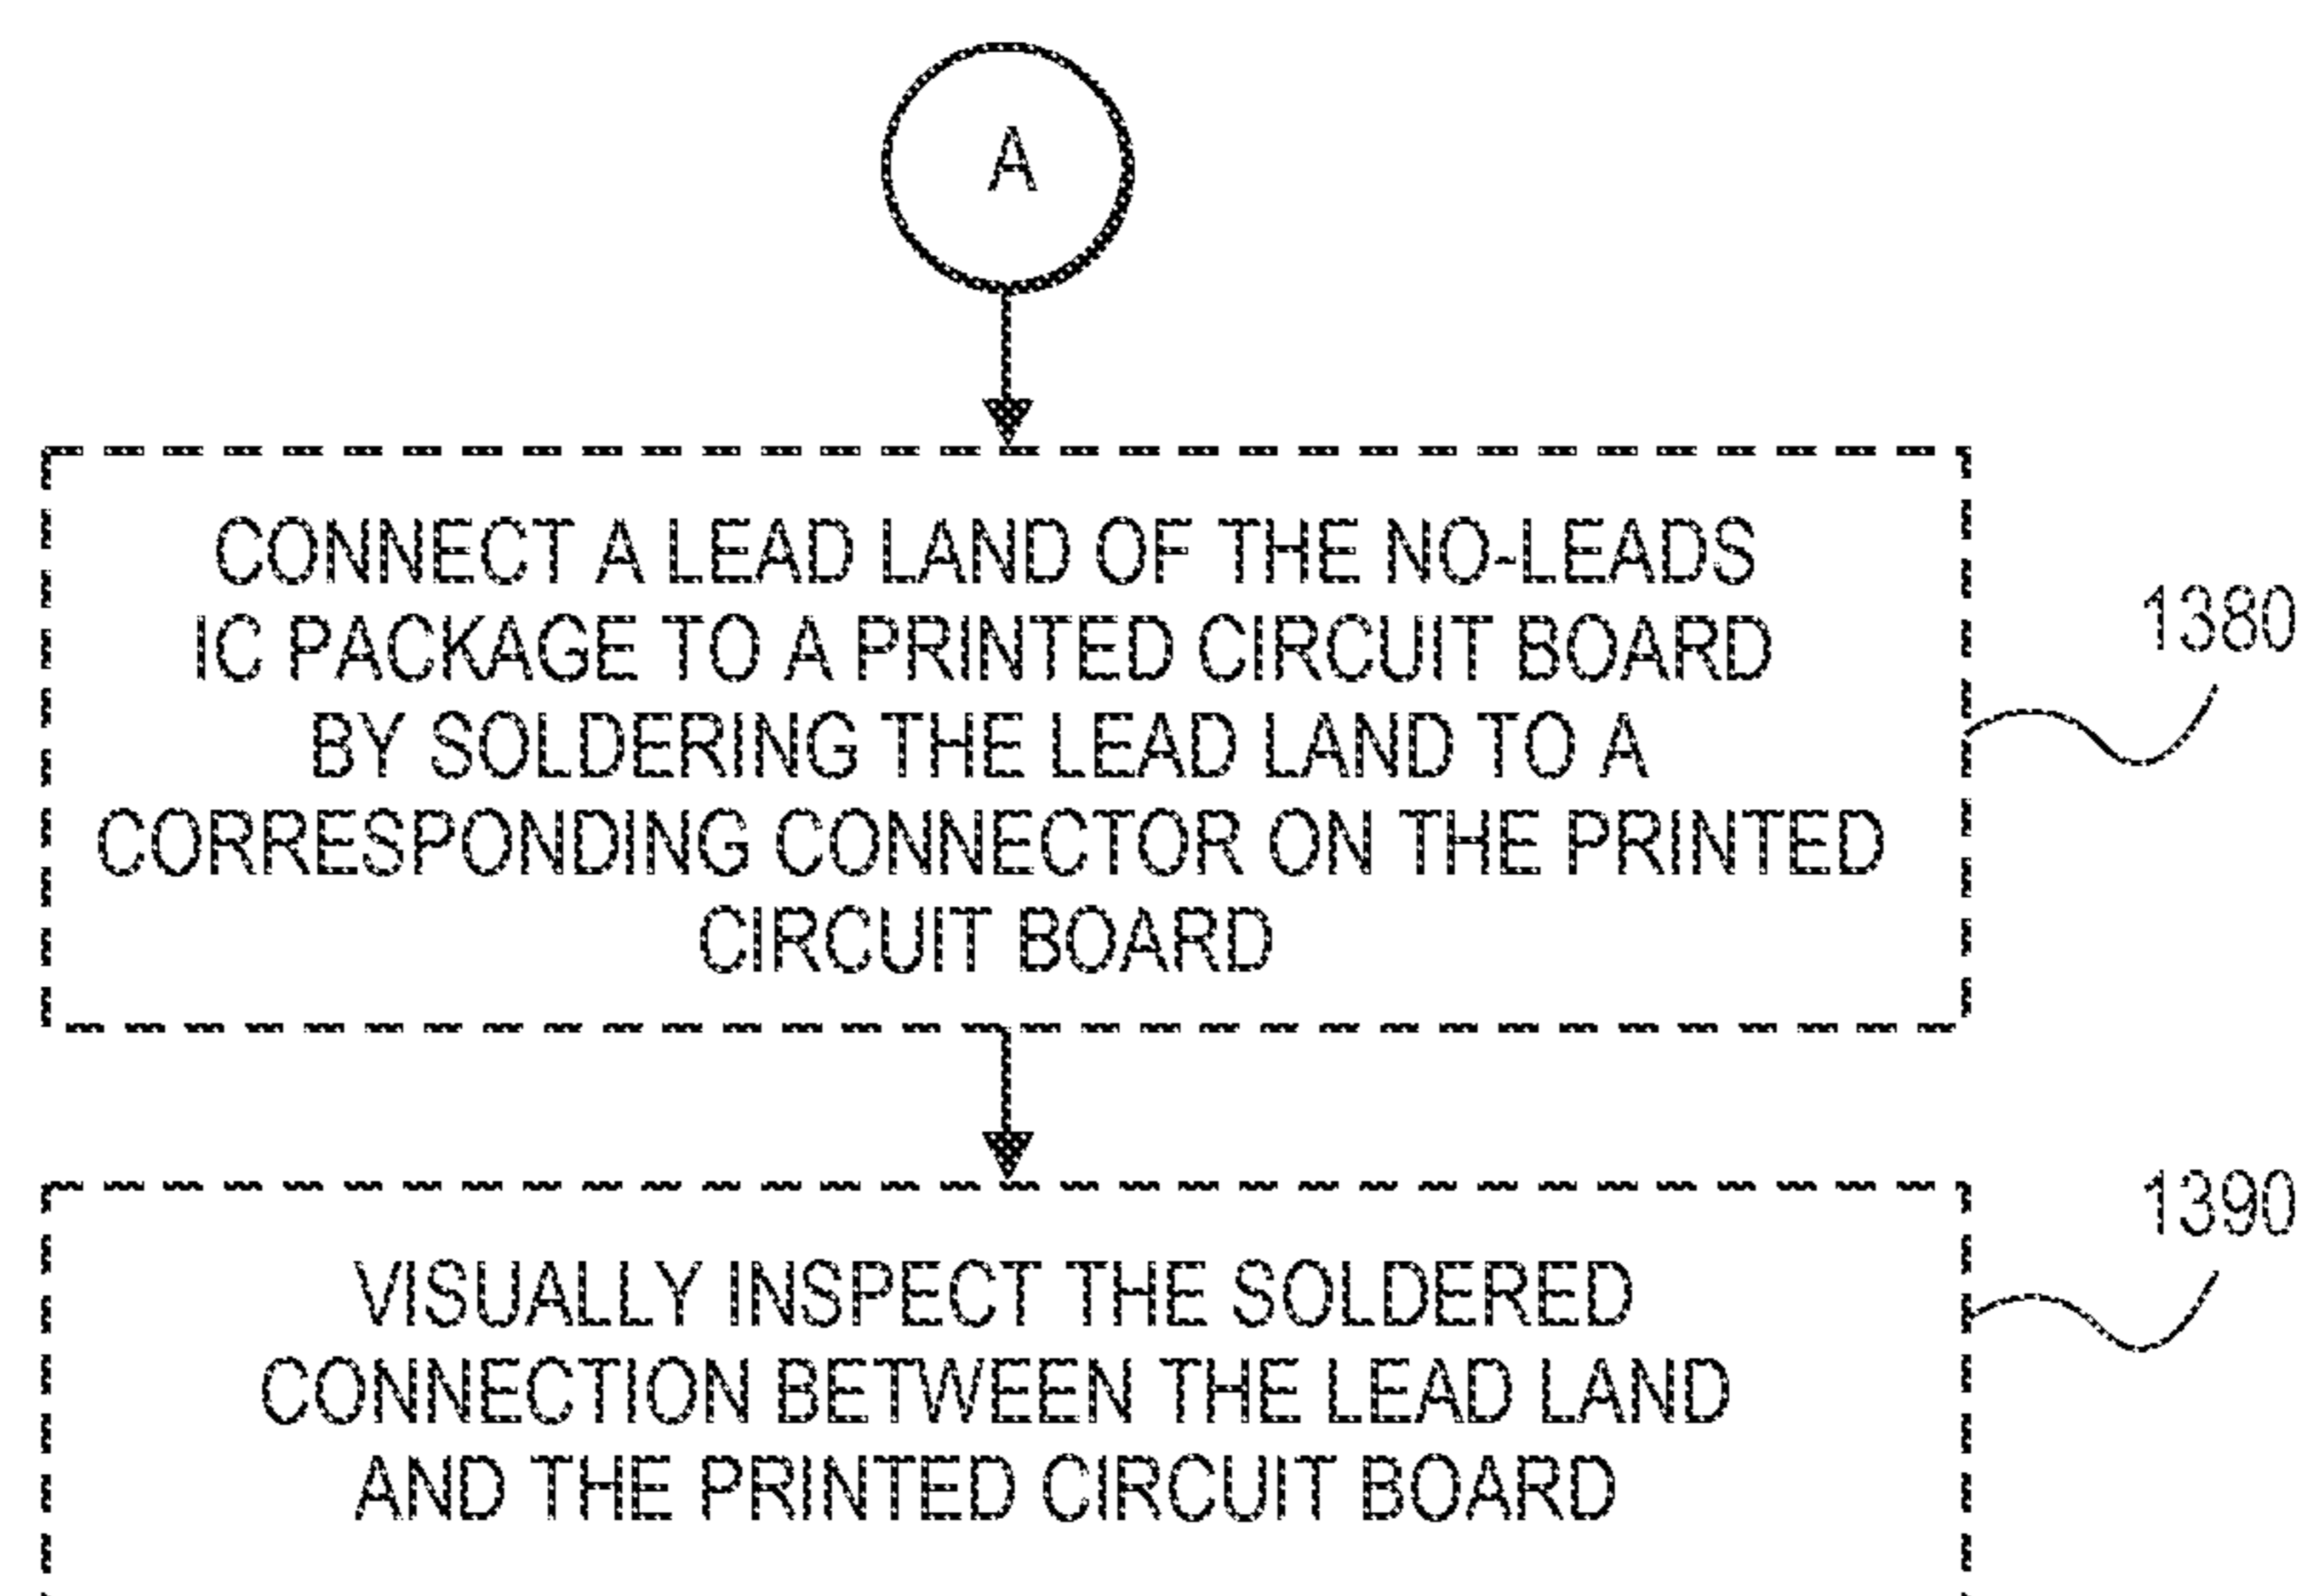 A
CONNECT A LEAD LAND OF THE NO-LEADS
IC PACKAGE TO A PRINTED CIRCUIT BOARD
BY SOLDERING THE LEAD LAND TO A
CORRESPONDING CONNECTOR ON THE PRINTED
CIRCUIT BOARD
1380
VISUALLY INSPECT THE SOLDERED
CONNECTION BETWEEN THE LEAD LAND
AND THE PRINTED CIRCUIT BOARD
1390